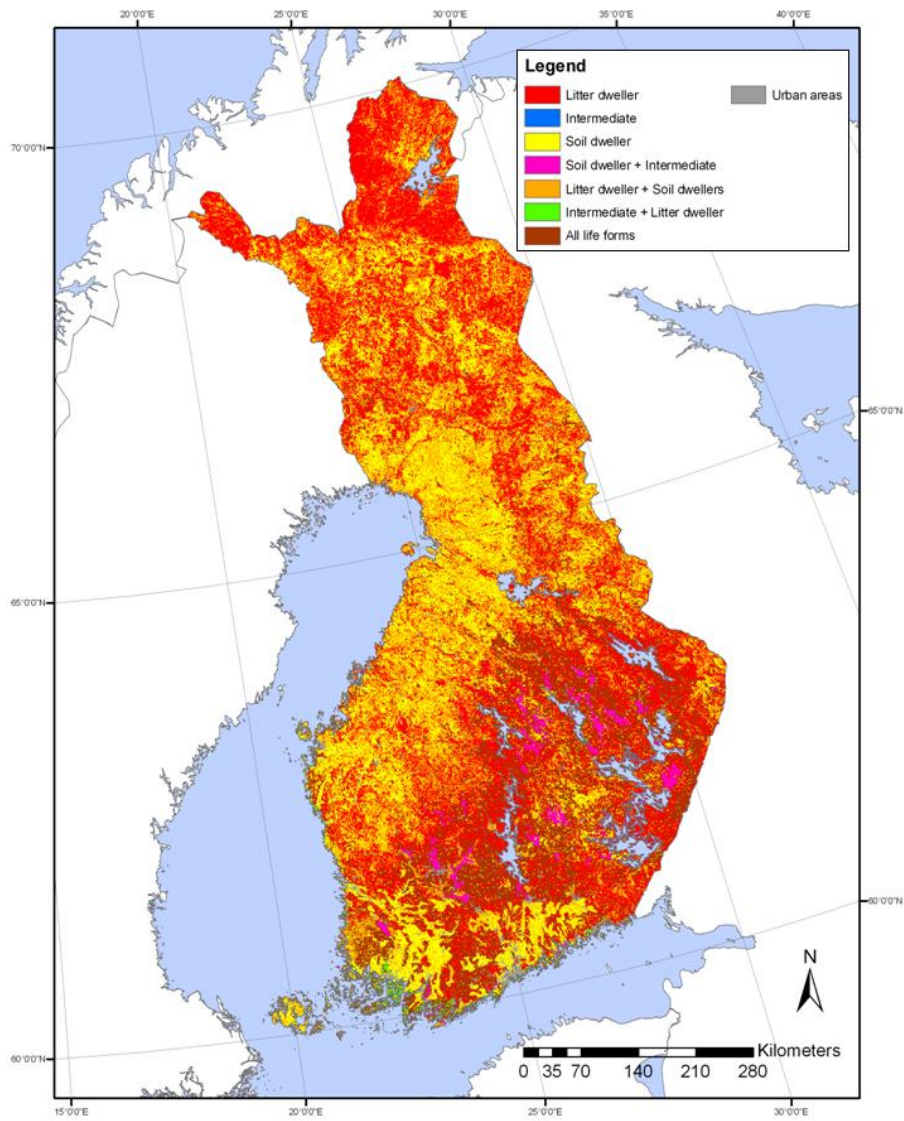 20°0'0"E 25°0'0"E 30°0'0"E 35°0'0"E 40°0'0"E
Legend
Litter dweller
Urban areas
Intermediate
Soil dweller
Soil dweller + Intermediate
Litter dweller + Soil dwellers
Intermediate + Litter dweller
All life forms
70°0'0"N
65°0'0"N
65°0'0"N
60°0'0"N
N
Kilometers
0 35 70 140 210 280
60°0'0"N
15°0'0"E 20°0'0"E 25°0'0"E 30°0'0"E